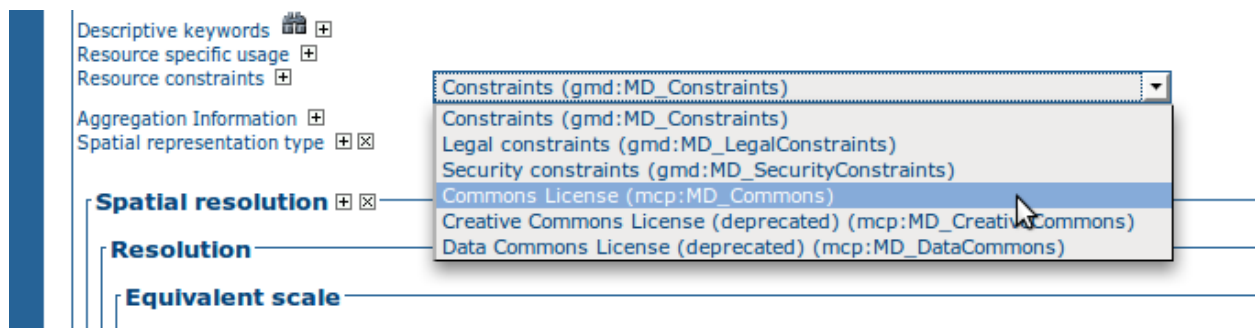 Descriptive keywords
Resource specific usage
Resource constraints
Constraints (gmd:MD_Constraints)
Constraints (gmd:MD_Constraints)
Legal constraints (gmd:MD_LegalConstraints)
Security constraints (gmd:MD_SecurityConstraints)
Commons License (mcp:MD_Commons)
Creative Commons License (deprecated) (mcp:MD_CreativeCommons)
Data Commons License (deprecated) (mcp:MD_DataCommons)
Aggregation Information
Spatial representation type
Spatial resolution
Resolution
Equivalent scale